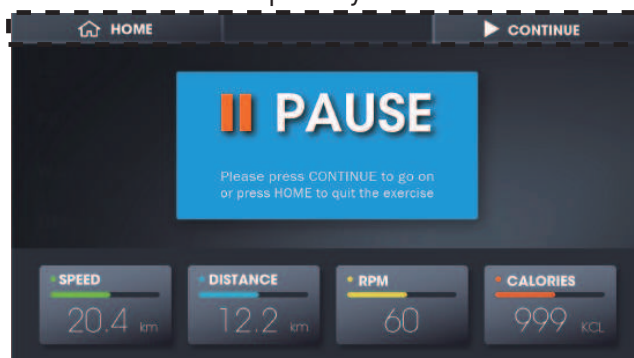 HOME CONTINUE
PAUSE
Please press CONTINUE to go on
or press HOME to quit the exercise
SPEED DISTANCE RPM CALORIES
20.4 km 12.2 km 60 999 KCL